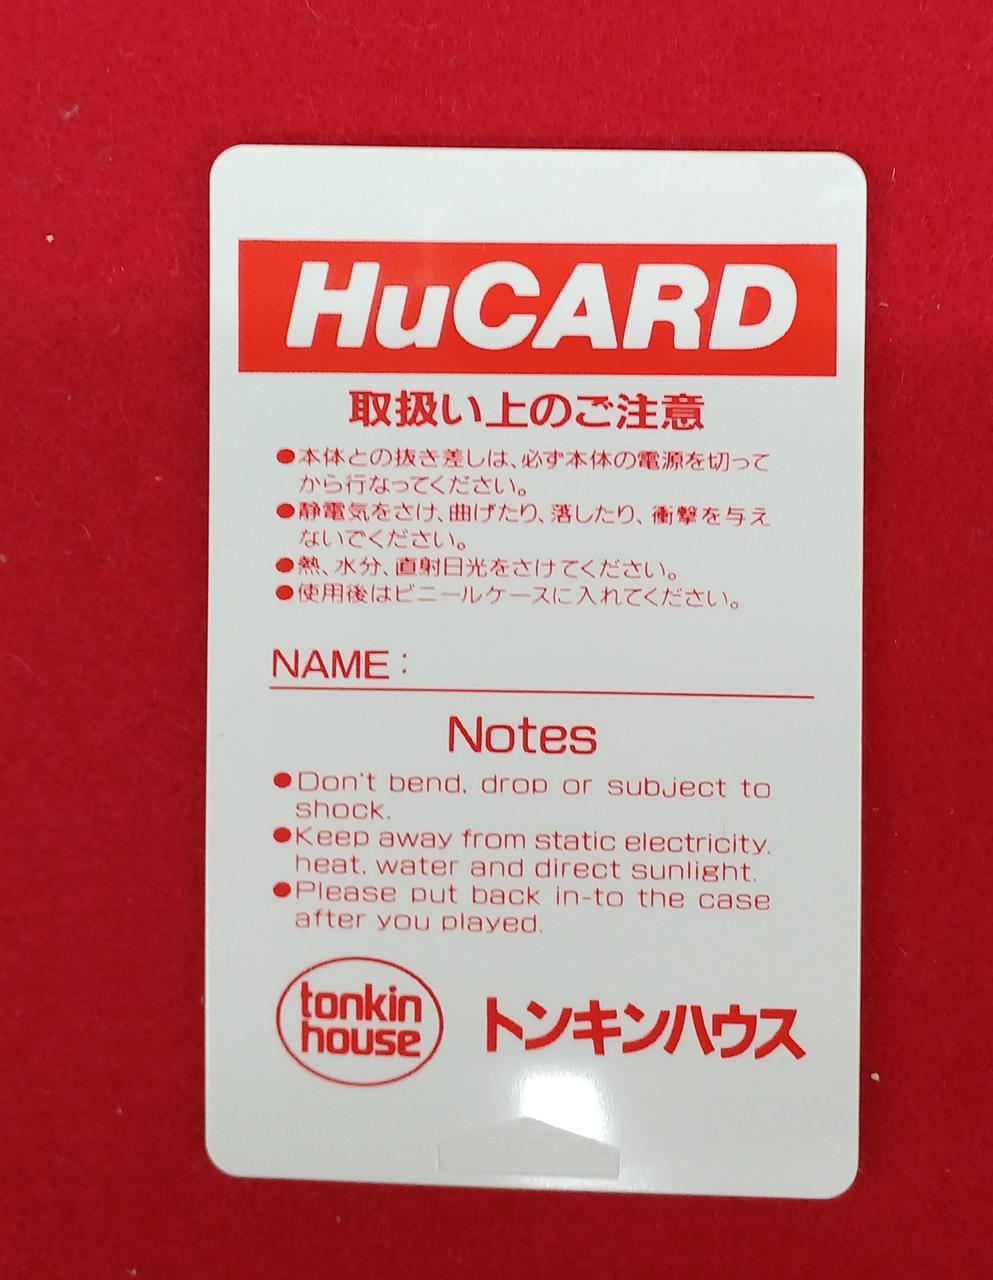 HuCARD
取扱い上のご注意
●本体との抜き差しは、必ず本体の電源を切って
から行なってください。
●静電気をさけ、曲げたり、落したり、衝撃を与え
ないでください。
●熱、水分、直射日光をさけてください。
●使用後はビニールケースに入れてください。
NAME:
Notes
●Don't bend, drop or subject to
shock.
●Keep away from static electricity.
heat, water and direct sunlight.
●Please put back in-to the case
after you played.
tonkin
house
トンキンハウス